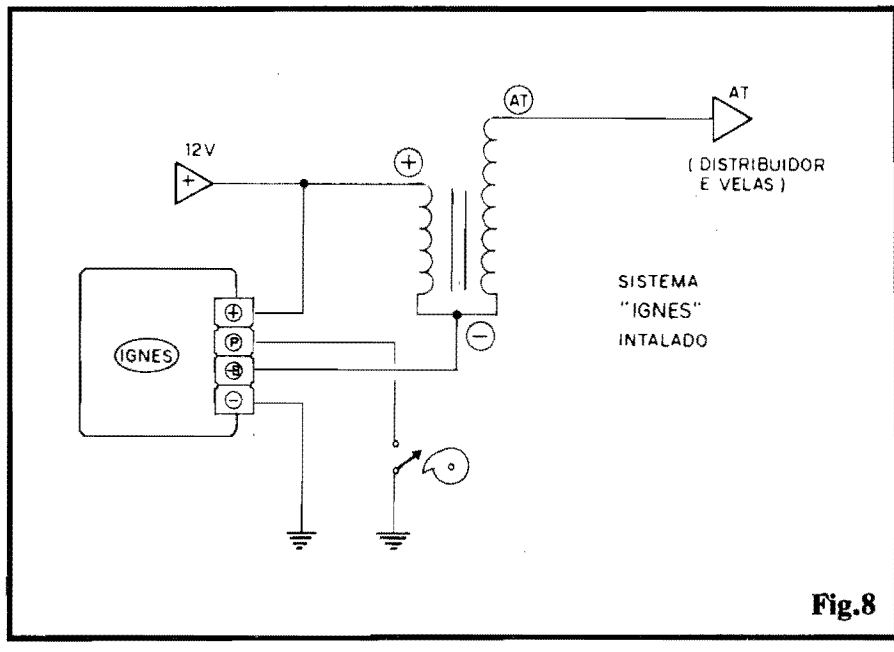 AT
AT
12V
+
+
(DISTRIBUIDOR
E VELAS)
SISTEMA
"IGNES"
INTALADO
IGNES
+
P
B
-
-
Fig.8